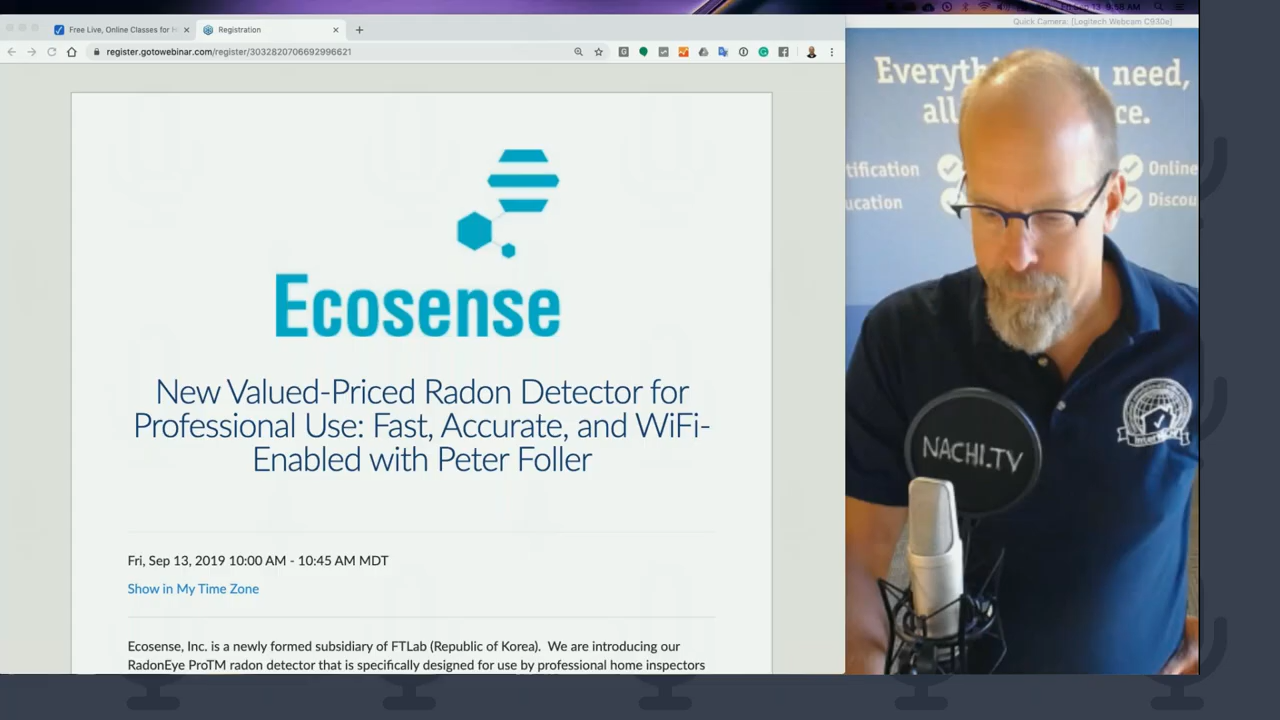 Quick Camera: [Logitech Webcam C930e]
Free Live, Online Classes for
Registration
register.gotowebinar.com/register/3032820706692996621
Ecosense
New Valued-Priced Radon Detector for
Professional Use: Fast, Accurate, and WiFi-
Enabled with Peter Foller
Fri, Sep 13, 2019 10:00 AM - 10:45 AM MDT
Show in My Time Zone
Ecosense, Inc. is a newly formed subsidiary of FTLab (Republic of Korea). We are introducing our
RadonEye ProTM radon detector that is specifically designed for use by professional home inspectors
need,
all
ce.
tification
Online
ucation
Discou
NACHI.TV